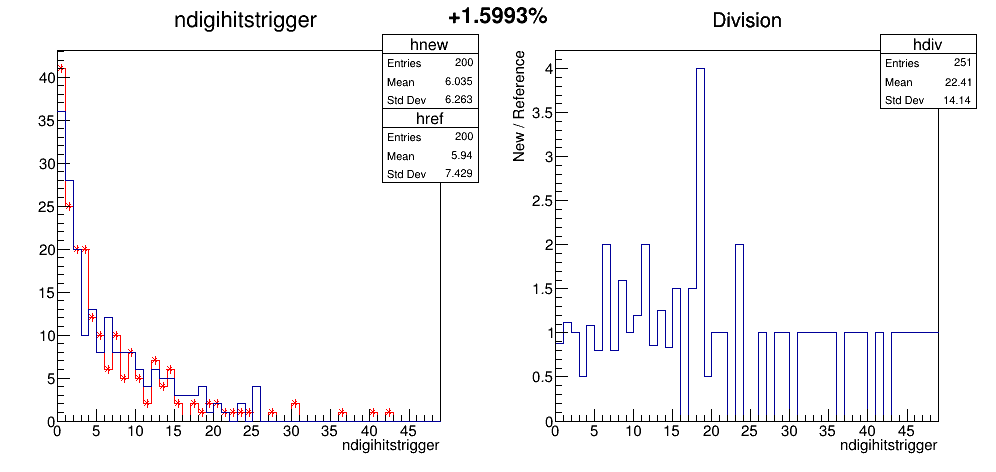 ndigihitstrigger
+1.5993%
Division
hnew
Entries 200
Mean 6.035
Std Dev 6.263
href
Entries 200
Mean 5.94
Std Dev 7.429
40
35
30
25
20
15
10
5
0
0 5 10 15 20 25 30 35 40 45
ndigihitstrigger
hdiv
Entries 251
Mean 22.41
Std Dev 14.14
New / Reference
4
3.5
3
2.5
2
1.5
1
0.5
0
0 5 10 15 20 25 30 35 40 45
ndigihitstrigger